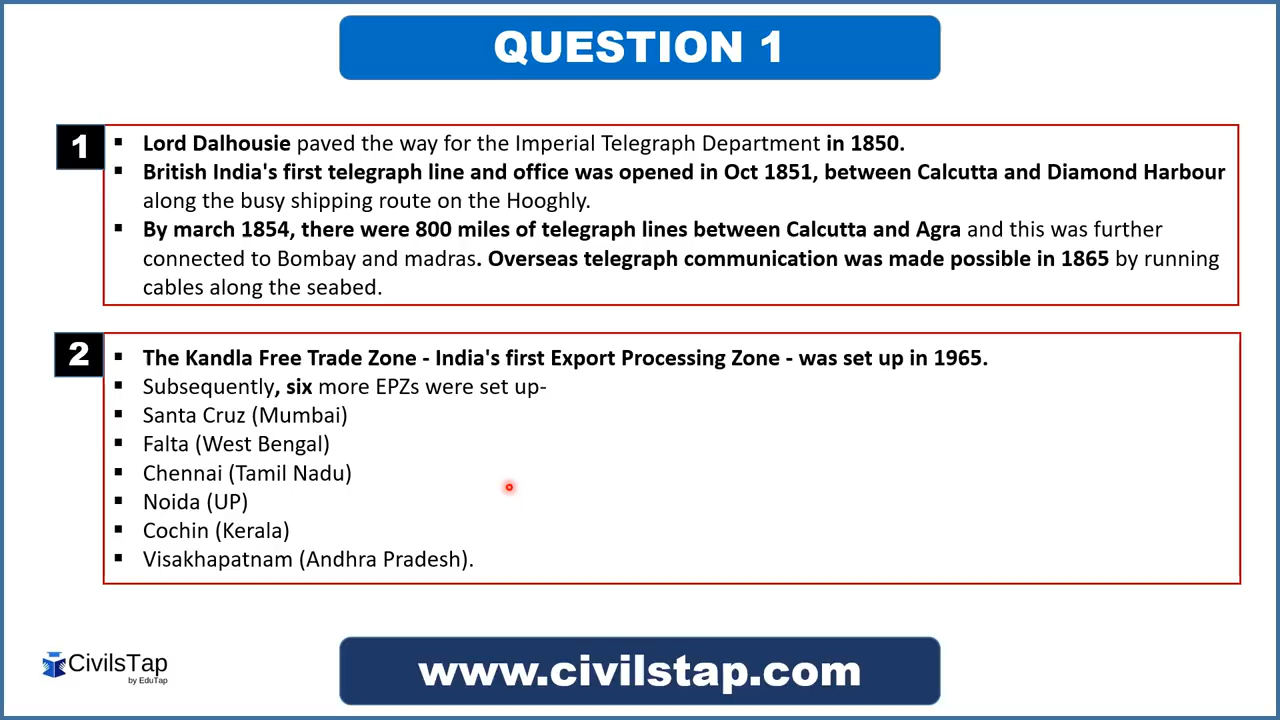 QUESTION 1
1
▪ Lord Dalhousie paved the way for the Imperial Telegraph Department in 1850.
▪ British India's first telegraph line and office was opened in Oct 1851, between Calcutta and Diamond Harbour
along the busy shipping route on the Hooghly.
▪ By march 1854, there were 800 miles of telegraph lines between Calcutta and Agra and this was further
connected to Bombay and madras. Overseas telegraph communication was made possible in 1865 by running
cables along the seabed.
2
▪ The Kandla Free Trade Zone - India's first Export Processing Zone - was set up in 1965.
▪ Subsequently, six more EPZs were set up-
▪ Santa Cruz (Mumbai)
▪ Falta (West Bengal)
▪ Chennai (Tamil Nadu)
▪ Noida (UP)
▪ Cochin (Kerala)
▪ Visakhapatnam (Andhra Pradesh).
CivilsTap
by EduTap
www.civilstap.com